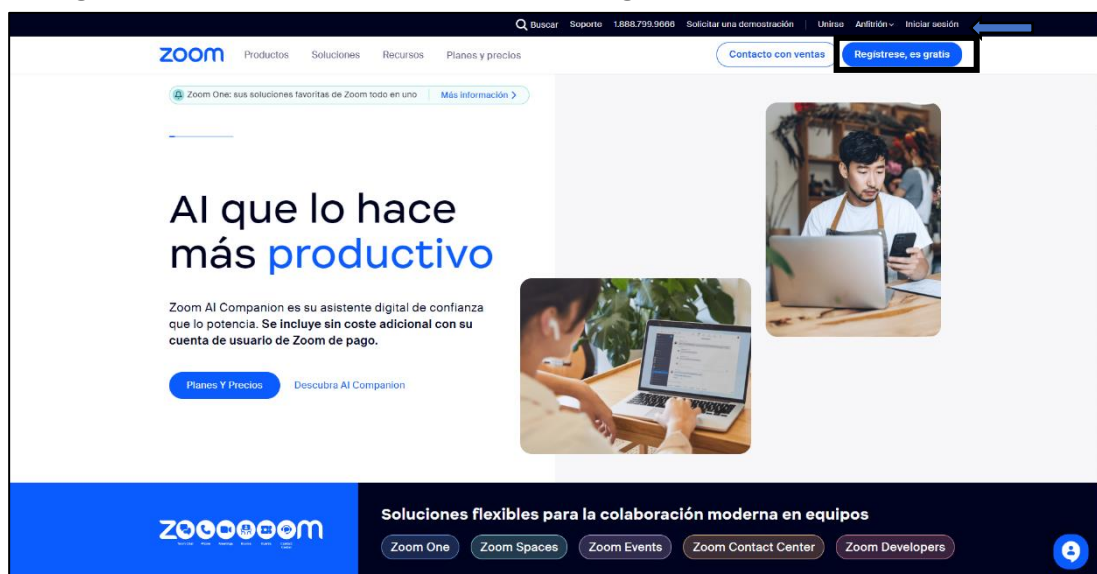 Buscar Soporte 1.888.799.9666 Solicitar una demostración Unirse Anfitrión Iniciar sesión
zoom Productos Soluciones Recursos Planes y precios Contacto con ventas Regístrese, es gratis
Zoom One: sus soluciones favoritas de Zoom todo en uno Más información
AI que lo hace
más productivo
Zoom AI Companion es su asistente digital de confianza
que lo potencia. Se incluye sin coste adicional con su
cuenta de usuario de Zoom de pago.
Planes Y Precios Descubra AI Companion
Soluciones flexibles para la colaboración moderna en equipos
zoooooom
Zoom One Zoom Spaces Zoom Events Zoom Contact Center Zoom Developers